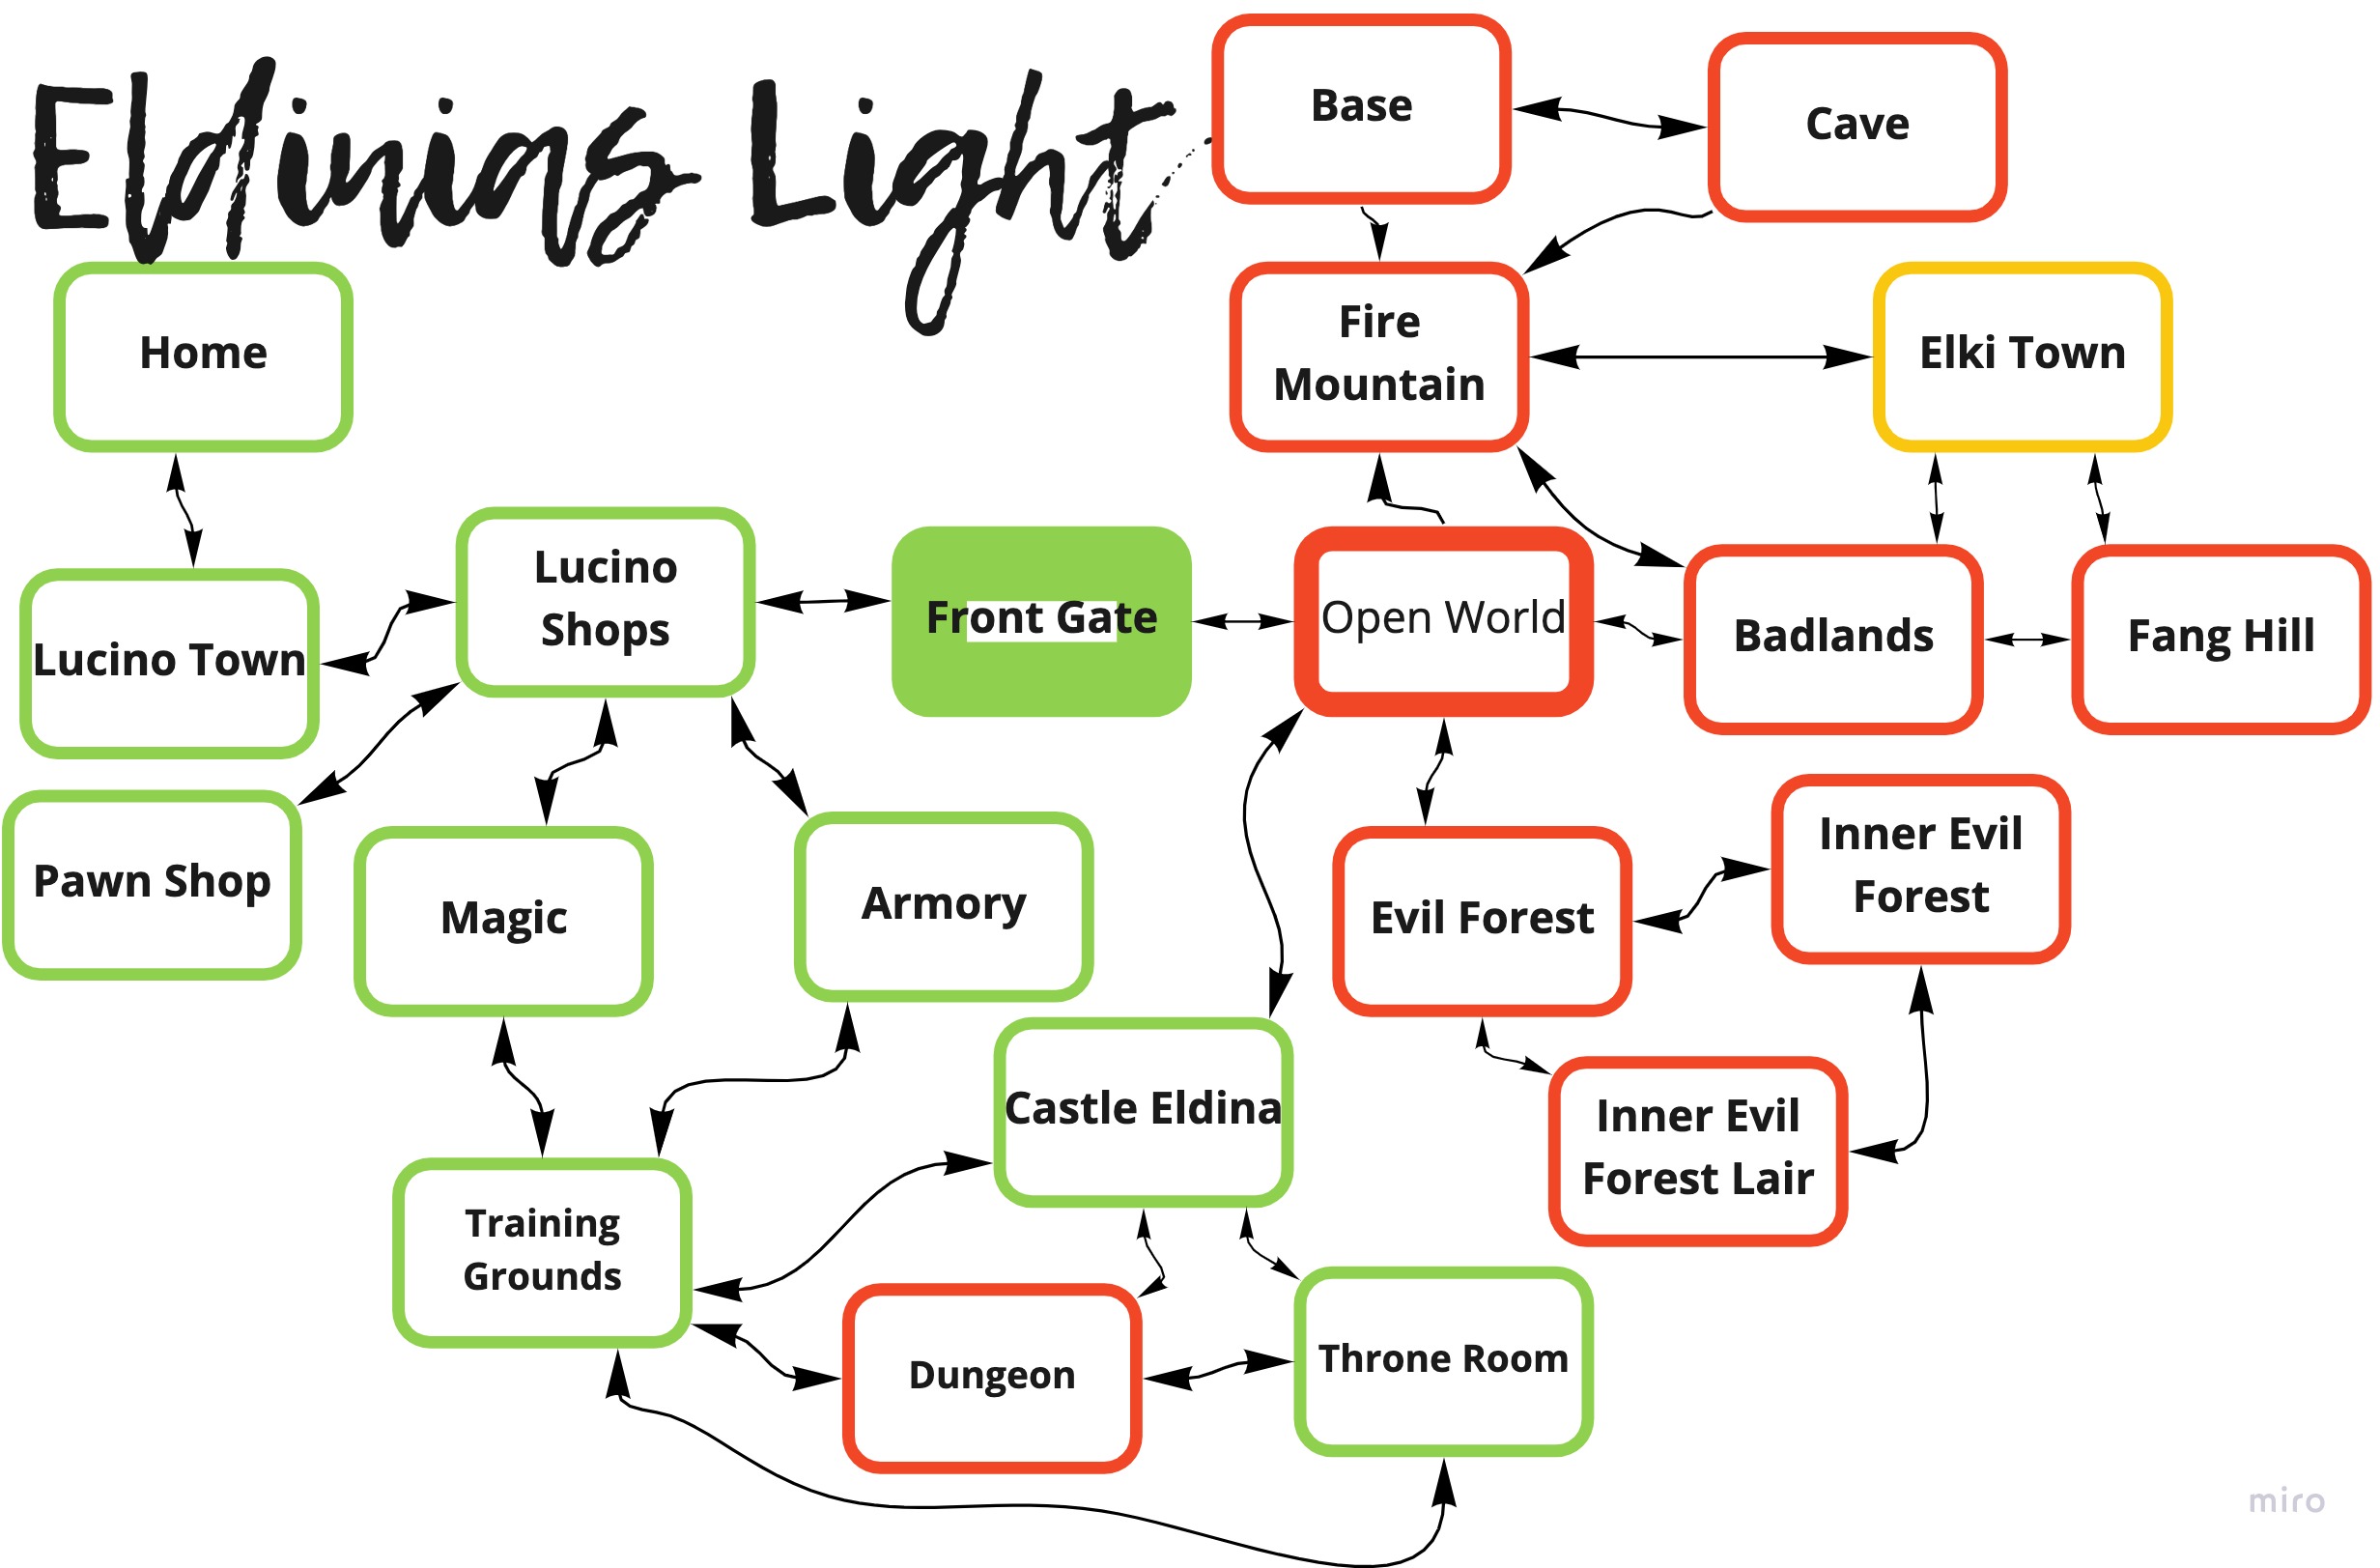 Eldinias Light
Base
Cave
Home
Fire
Mountain
Elki Town
Lucino
Shops
Lucino Town
Front Gate
Open World
Badlands
Fang Hill
Pawn Shop
Magic
Armory
Evil Forest
Inner Evil
Forest
Castle Eldina
Inner Evil
Forest Lair
Training
Grounds
Dungeon
Throne Room
miro